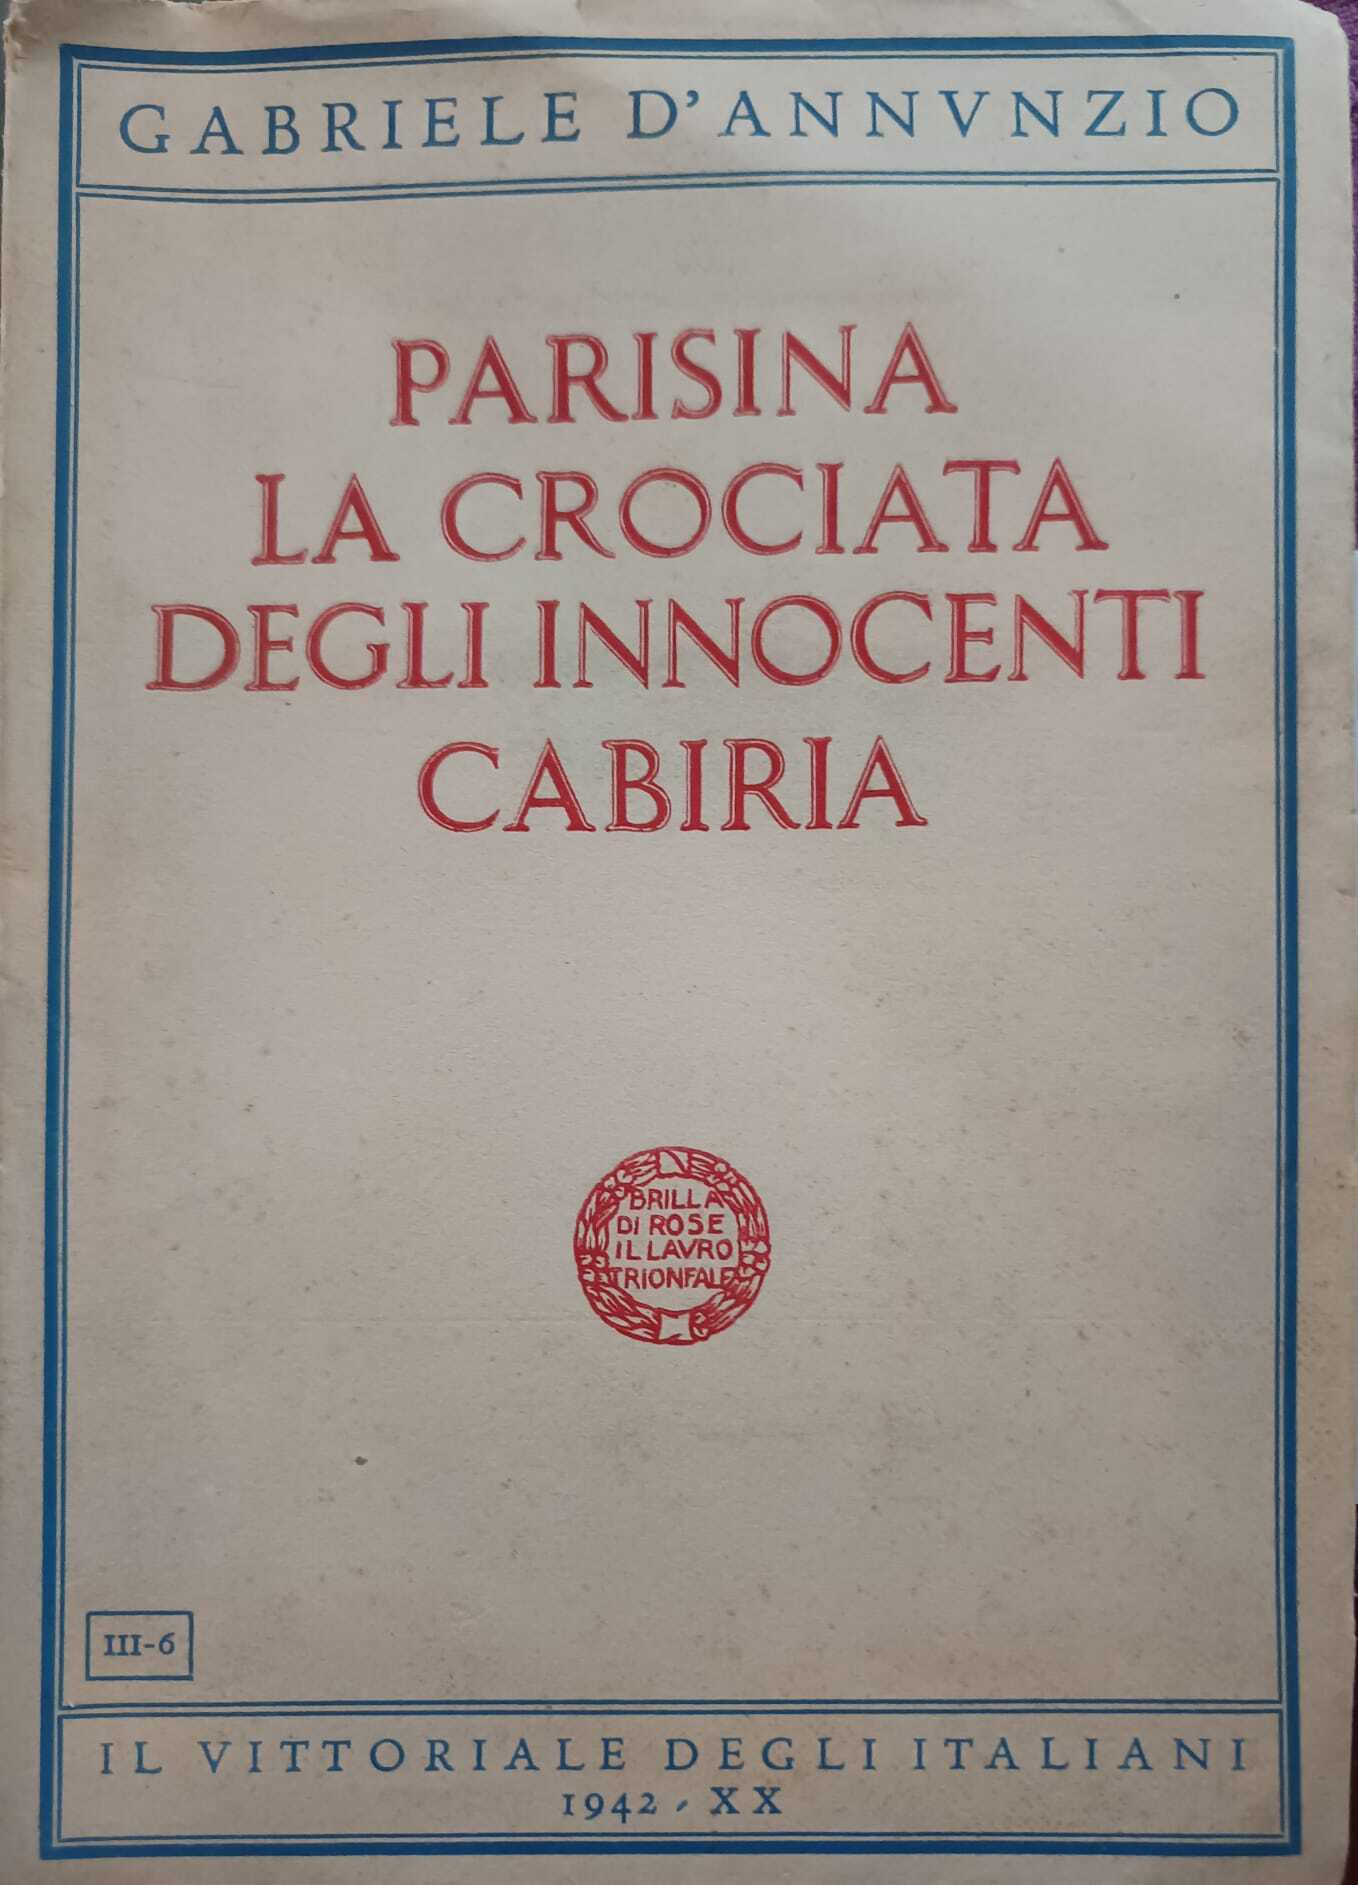 GABRIELE D'ANNVNZIO
PARISINA
LA CROCIATA
DEGLI INNOCENTI
CABIRIA
BRILLA
DI ROSE
IL LAVRO
TRIONFALE
III-6
IL VITTORIALE DEGLI ITALIANI
1942 - XX